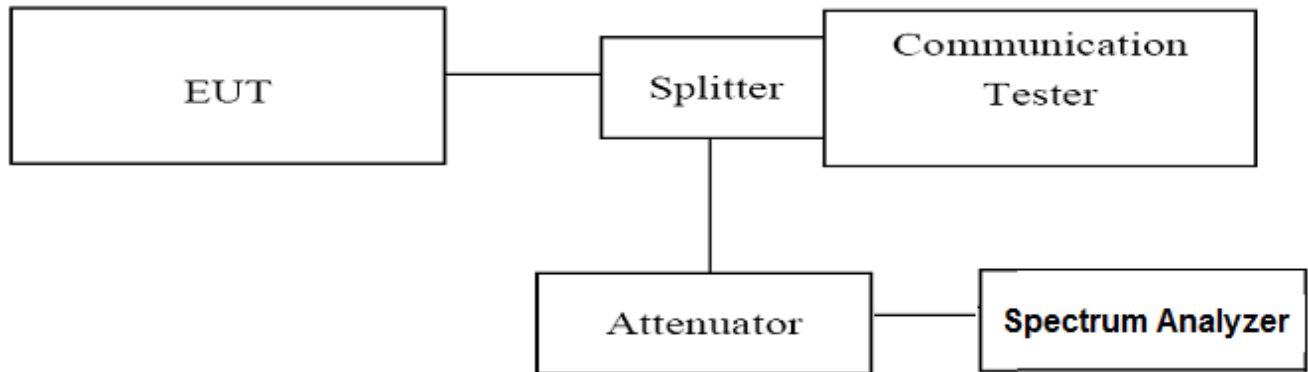 EUT
Splitter
Communication
Tester
Attenuator
Spectrum Analyzer